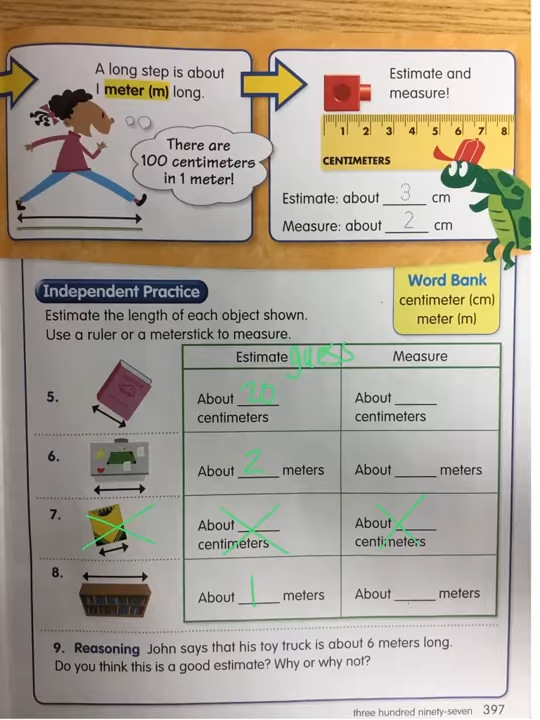 A long step is about
1 meter (m) long.
There are
100 centimeters
in 1 meter!
Estimate and
measure!
1 2 3 4 5 6 7 8
CENTIMETERS
Estimate: about 3 cm
Measure: about 2 cm
Word Bank
centimeter (cm)
meter (m)
Independent Practice
Estimate the length of each object shown.
Use a ruler or a meterstick to measure.
Estimate guess Measure
5. About 20 centimeters About ____ centimeters
6. About 2 meters About ____ meters
7. About ____ centimeters About ____ centimeters
8. About 1 meters About ____ meters
9. Reasoning John says that his toy truck is about 6 meters long.
Do you think this is a good estimate? Why or why not?
three hundred ninety-seven 397